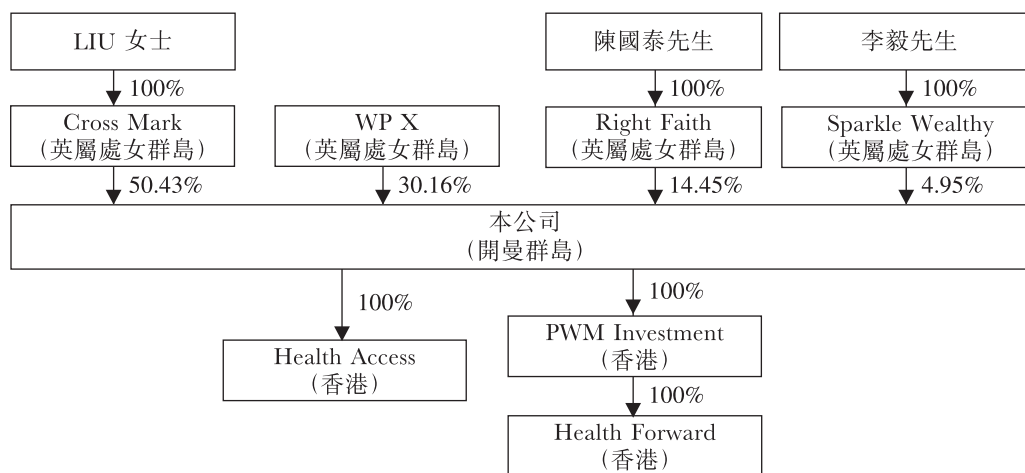 LIU 女士
陳國泰先生
李毅先生
100%
100%
100%
Cross Mark
(英屬處女群島)
WP X
(英屬處女群島)
Right Faith
(英屬處女群島)
Sparkle Wealthy
(英屬處女群島)
50.43%
30.16%
14.45%
4.95%
本公司
(開曼群島)
100%
100%
Health Access
(香港)
PWM Investment
(香港)
100%
Health Forward
(香港)